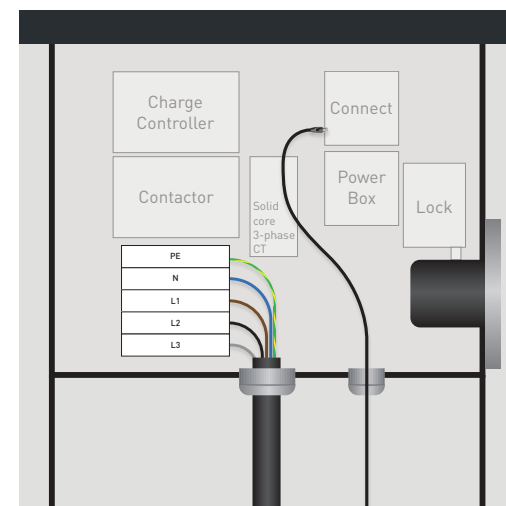 Charge
Controller
Connect
Contactor
Power
Box
Solid
core
3-phase
CT
Lock
PE
N
L1
L2
L3